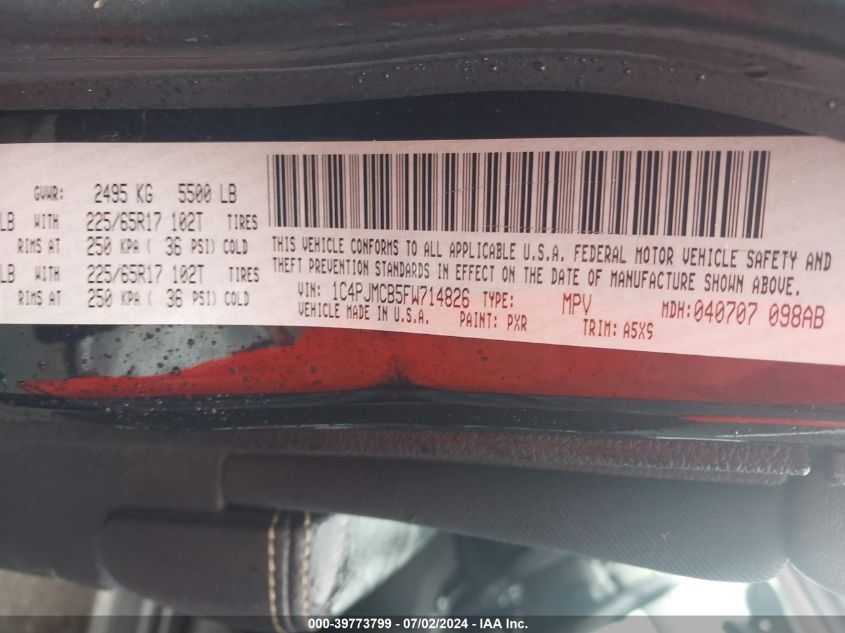 GVWR: 2495 KG 5500 LB
LB WITH 225/65R17 102T TIRES
RIMS AT 250 KPA ( 36 PSI) COLD
LB WITH 225/65R17 102T TIRES
RIMS AT 250 KPA ( 36 PSI) COLD
THIS VEHICLE CONFORMS TO ALL APPLICABLE U.S.A. FEDERAL MOTOR VEHICLE SAFETY AND
THEFT PREVENTION STANDARDS IN EFFECT ON THE DATE OF MANUFACTURE SHOWN ABOVE.
VIN: 1C4PJMCB5FW714826 TYPE: MPV MDH: 040707 098AB
VEHICLE MADE IN U.S.A. PAINT: PXR TRIM: A5XS
000-39773799 - 07/02/2024 - IAA Inc.